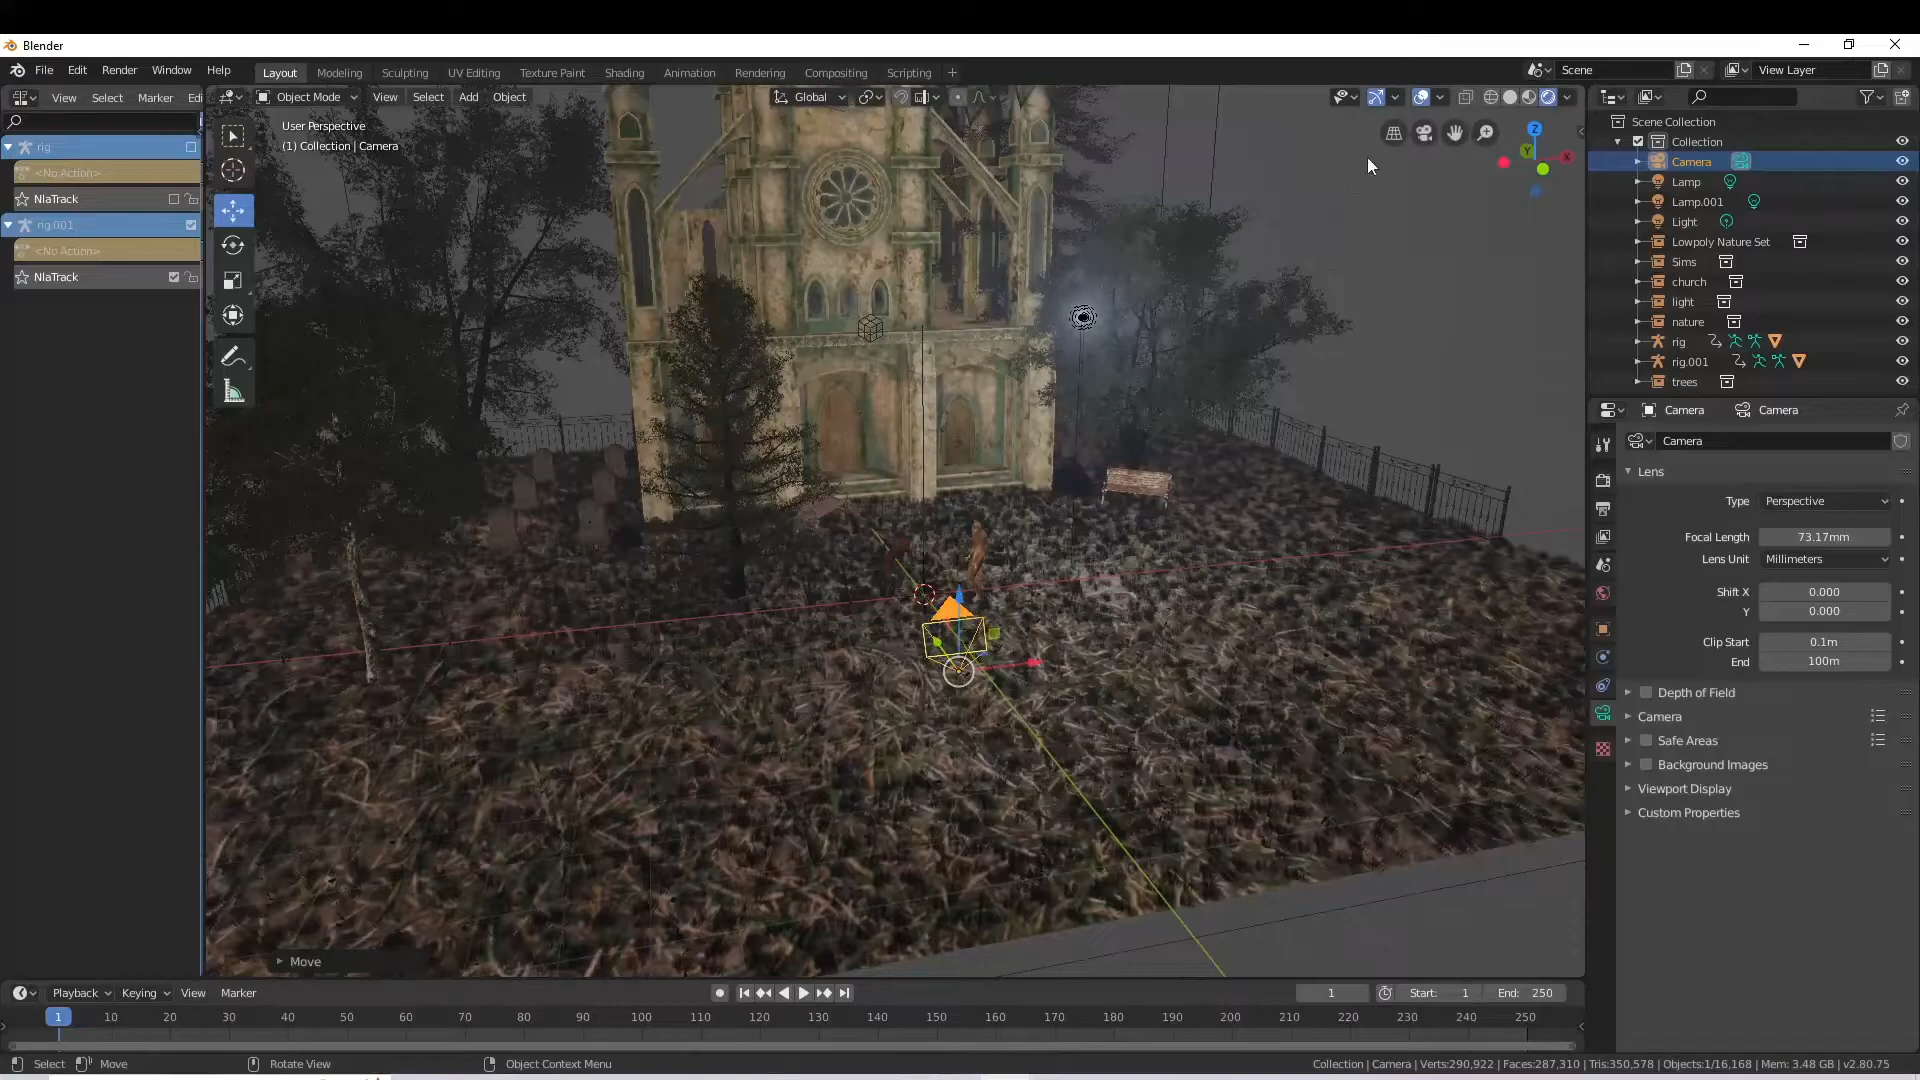 Blender
File Edit Render Window Help
Layout Modeling Sculpting UV Editing Texture Paint Shading Animation Rendering Compositing Scripting +
Scene
View Layer
View Select Marker Edi
Object Mode View Select Add Object
Global
User Perspective
(1) Collection | Camera
Z
Y
X
rig
<No Action>
NlaTrack
rig.001
<No Action>
NlaTrack
Scene Collection
Collection
Camera
Lamp
Lamp.001
Light
Lowpoly Nature Set
Sims
church
light
nature
rig
rig.001
trees
Camera Camera
Camera
Lens
Type Perspective
Focal Length 73.17mm
Lens Unit Millimeters
Shift X 0.000
Y 0.000
Clip Start 0.1m
End 100m
Depth of Field
Camera
Safe Areas
Background Images
Viewport Display
Custom Properties
Move
Playback Keying View Marker
1
Start: 1
End: 250
1 10 20 30 40 50 60 70 80 90 100 110 120 130 140 150 160 170 180 190 200 210 220 230 240 250
Select Move Rotate View Object Context Menu
Collection | Camera | Verts:290,922 | Faces:287,310 | Tris:350,578 | Objects:1/16,168 | Mem: 3.48 GB | v2.80.75